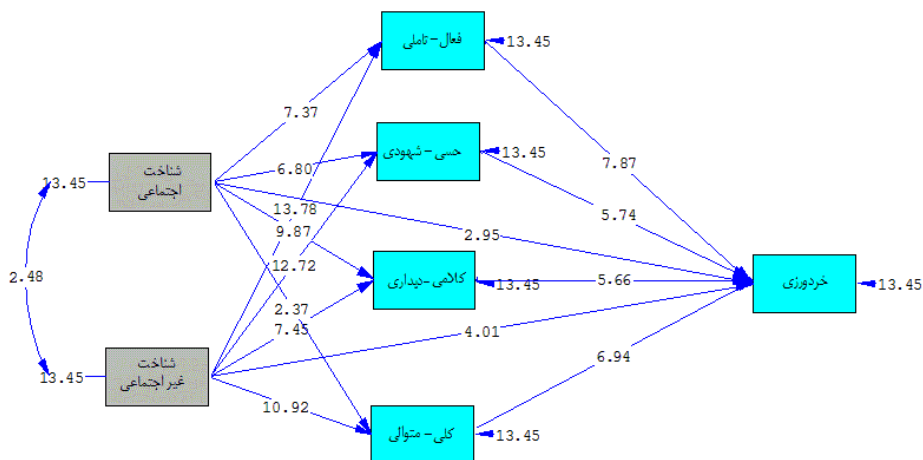 فعال-تاملی
13.45
7.37
حسی-شهودی
13.45
7.87
شناخت
اجتماعی
13.45
6.80
13.78
5.74
9.87
2.95
2.48
12.72
کلامی-دیداری
13.45
5.66
خردورزی
13.45
2.37
7.45
4.01
شناخت
غیر اجتماعی
13.45
6.94
10.92
کلی-متوالی
13.45